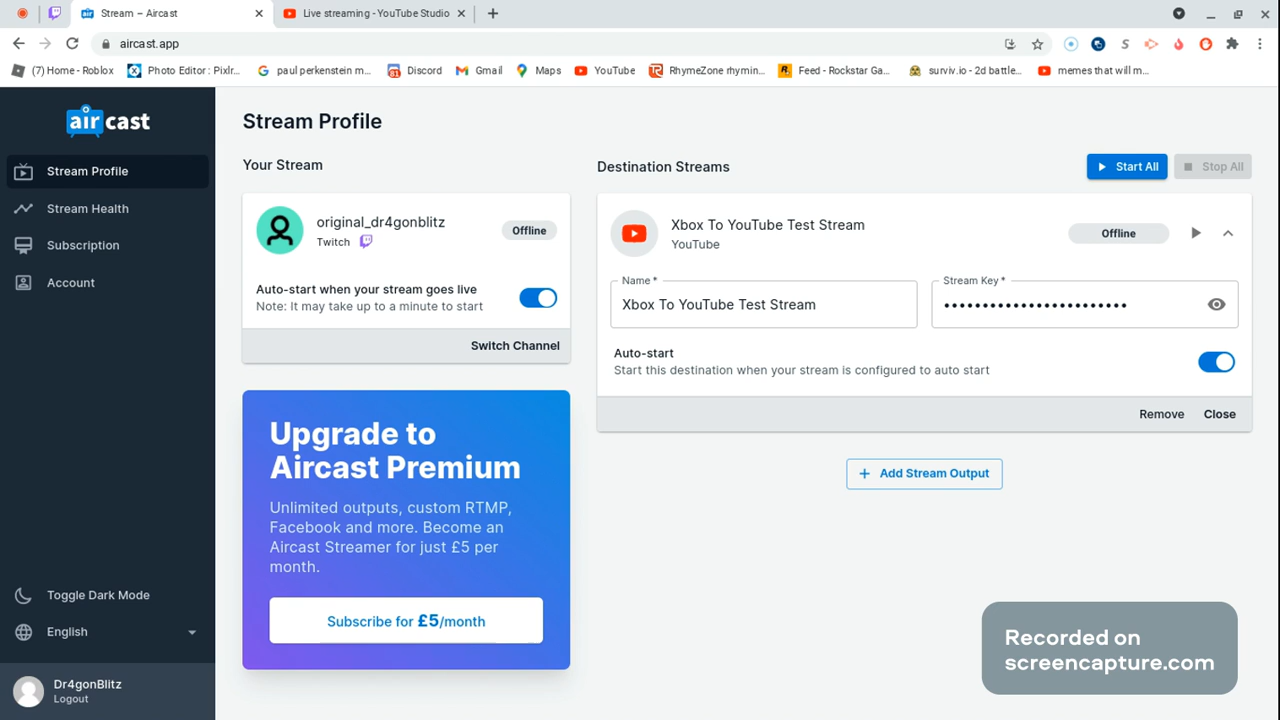 Stream – Aircast
Live streaming - YouTube Studio
aircast.app
(7) Home - Roblox
Photo Editor : Pixlr...
paul perkenstein m...
Discord
Gmail
Maps
YouTube
RhymeZone rhymin...
Feed - Rockstar Ga...
surviv.io - 2d battle...
memes that will m...
air cast
Stream Profile
Stream Health
Subscription
Account
Toggle Dark Mode
English
Dr4gonBlitz
Logout
Stream Profile
Your Stream
original_dr4gonblitz
Twitch
Offline
Auto-start when your stream goes live
Note: It may take up to a minute to start
Switch Channel
Upgrade to
Aircast Premium
Unlimited outputs, custom RTMP,
Facebook and more. Become an
Aircast Streamer for just £5 per
month.
Subscribe for £5/month
Destination Streams
Start All
Stop All
Xbox To YouTube Test Stream
YouTube
Offline
Name *
Xbox To YouTube Test Stream
Stream Key *
••••••••••••••••••••••••
Auto-start
Start this destination when your stream is configured to auto start
Remove
Close
+ Add Stream Output
Recorded on
screencapture.com